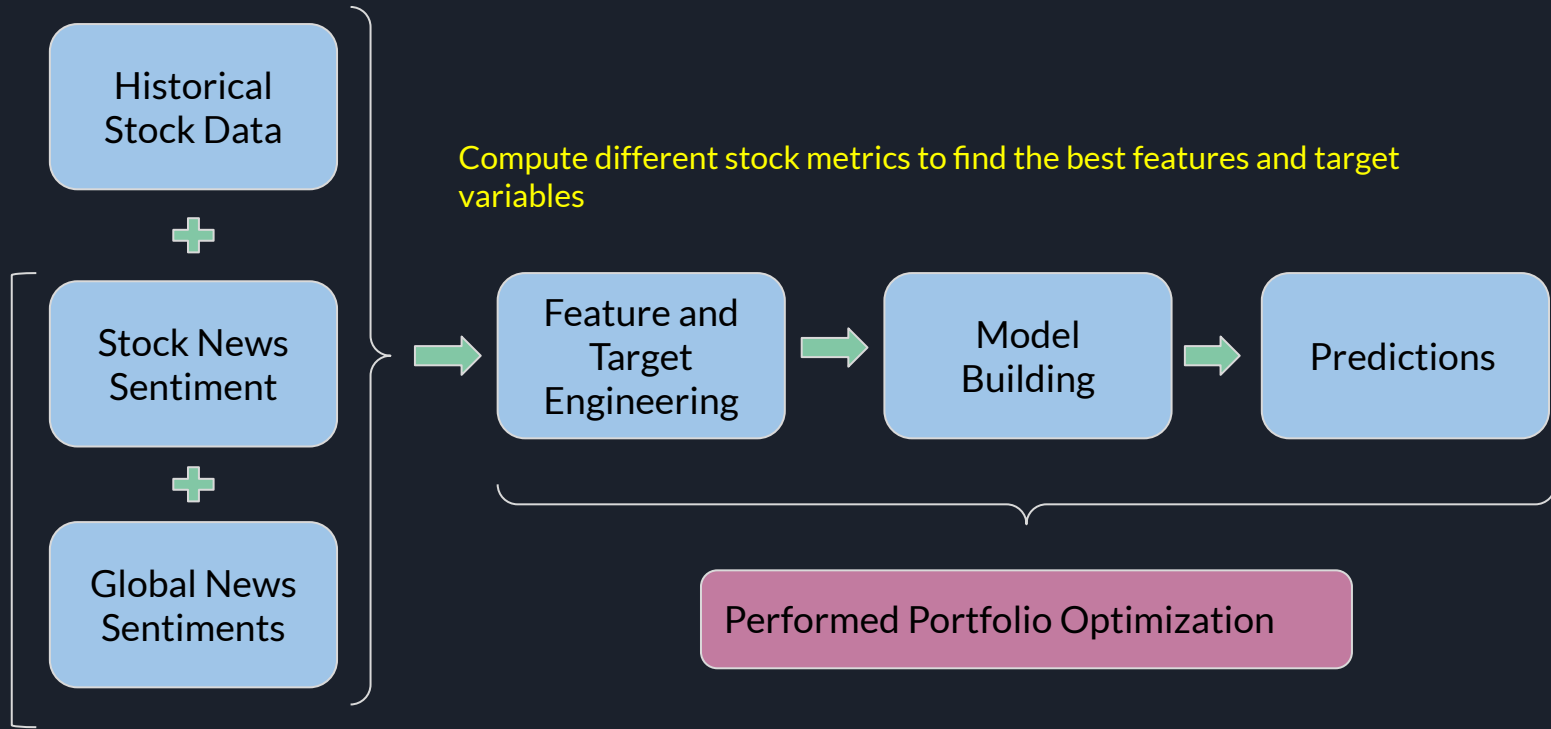 Historical
Stock Data
Compute different stock metrics to find the best features and target
variables
Stock News
Sentiment
Feature and
Target
Engineering
Model
Building
Predictions
Global News
Sentiments
Performed Portfolio Optimization